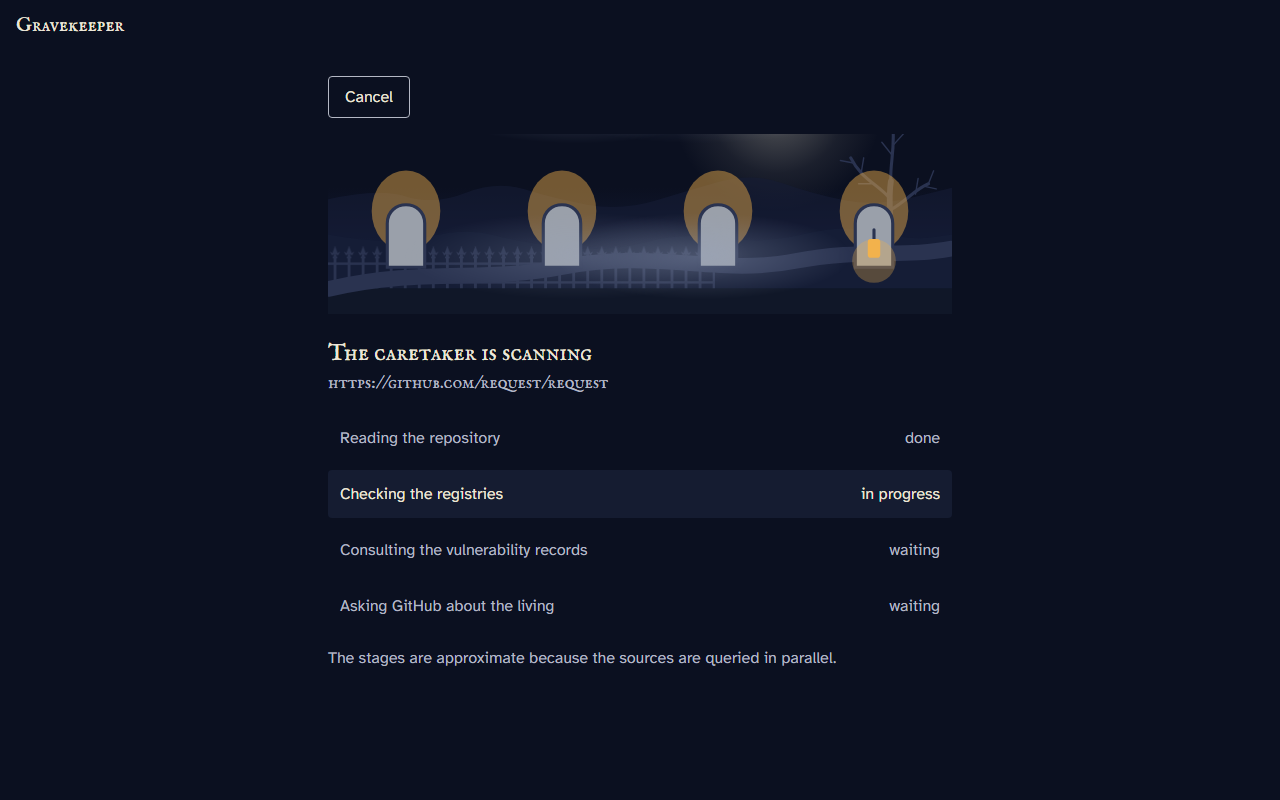 Gravekeeper
Cancel
The caretaker is scanning
https://github.com/request/request
Reading the repository done
Checking the registries in progress
Consulting the vulnerability records waiting
Asking GitHub about the living waiting
The stages are approximate because the sources are queried in parallel.